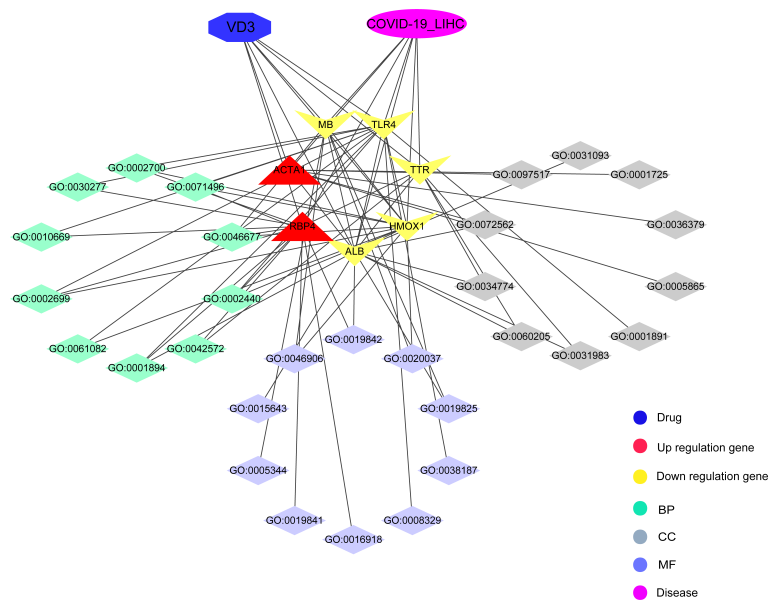 VD3
COVID-19_LIHC
MB
TLR4
ACTA1
TTR
RBP4
HMOX1
ALB
GO:0002700
GO:0030277
GO:0071496
GO:0010669
GO:0046677
GO:0002699
GO:0002440
GO:0061082
GO:0001894
GO:0042572
GO:0031093
GO:0097517
GO:0001725
GO:0072562
GO:0036379
GO:0034774
GO:0005865
GO:0060205
GO:0001891
GO:0031983
GO:0019842
GO:0046906
GO:0020037
GO:0015643
GO:0019825
GO:0005344
GO:0038187
GO:0019841
GO:0008329
GO:0016918
Drug
Up regulation gene
Down regulation gene
BP
CC
MF
Disease